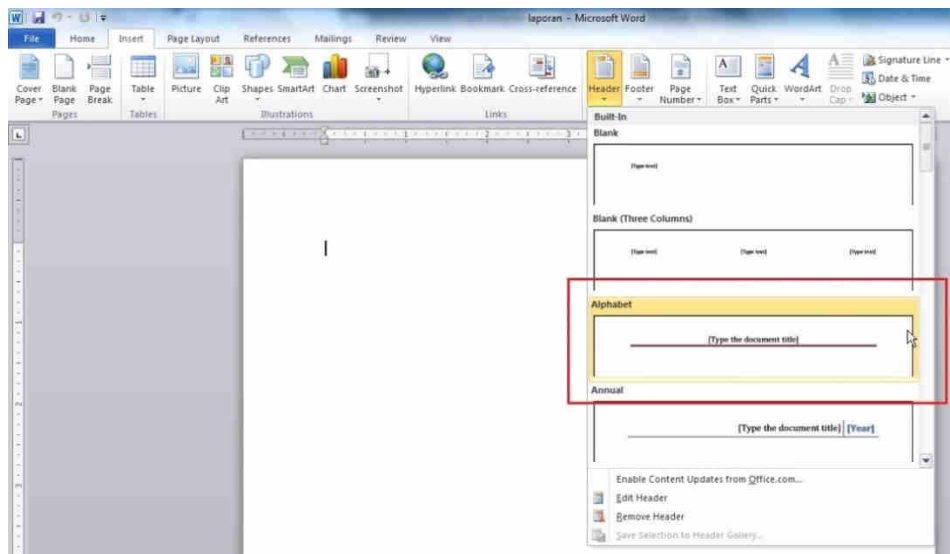 laporan - Microsoft Word
File Home Insert Page Layout References Mailings Review View
Cover Page Blank Page Page Break Table Picture Clip Art Shapes SmartArt Chart Screenshot Hyperlink Bookmark Cross-reference Header Footer Page Number Text Box Quick Parts WordArt Drop Cap Signature Line
Date & Time
Object
Pages Tables Illustrations Links
Built-In
Blank
[Type text]
Blank (Three Columns)
[Type text] [Type text] [Type text]
Alphabet
[Type the document title]
Annual
[Type the document title] [Year]
Enable Content Updates from Office.com...
Edit Header
Remove Header
Save Selection to Header Gallery...